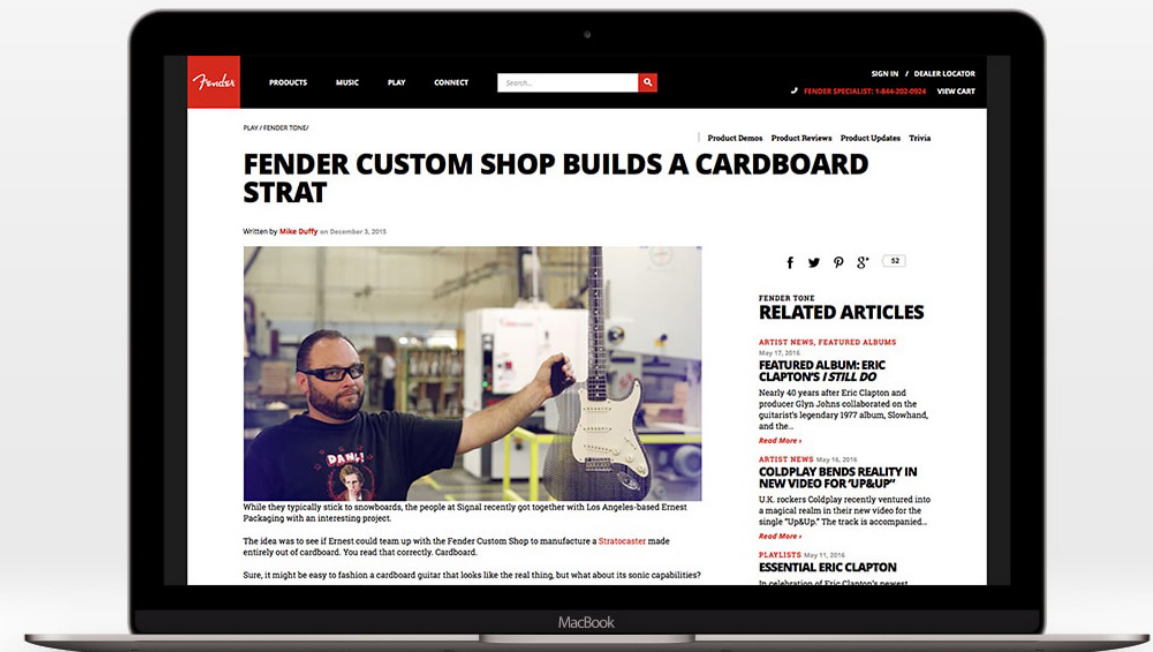 Fender
PRODUCTS MUSIC PLAY CONNECT
Search...
SIGN IN / DEALER LOCATOR
FENDER SPECIALIST: 1-844-202-0924 VIEW CART
PLAY / FENDER TONE/
Product Demos Product Reviews Product Updates Trivia
FENDER CUSTOM SHOP BUILDS A CARDBOARD
STRAT
Written by Mike Duffy on December 3, 2015
DANG!
While they typically stick to snowboards, the people at Signal recently got together with Los Angeles-based Ernest
Packaging with an interesting project.
The idea was to see if Ernest could team up with the Fender Custom Shop to manufacture a Stratocaster made
entirely out of cardboard. You read that correctly. Cardboard.
Sure, it might be easy to fashion a cardboard guitar that looks like the real thing, but what about its sonic capabilities?
52
FENDER TONE
RELATED ARTICLES
ARTIST NEWS, FEATURED ALBUMS
May 17, 2016
FEATURED ALBUM: ERIC
CLAPTON'S I STILL DO
Nearly 40 years after Eric Clapton and
producer Glyn Johns collaborated on the
guitarist's legendary 1977 album, Slowhand,
and the...
Read More ›
ARTIST NEWS May 16, 2016
COLDPLAY BENDS REALITY IN
NEW VIDEO FOR 'UP&UP"
U.K. rockers Coldplay recently ventured into
a magical realm in their new video for the
single "Up&Up." The track is accompanied...
Read More ›
PLAYLISTS May 11, 2016
ESSENTIAL ERIC CLAPTON
In celebration of Eric Clapton's newest
MacBook